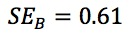 SE_B = 0.61